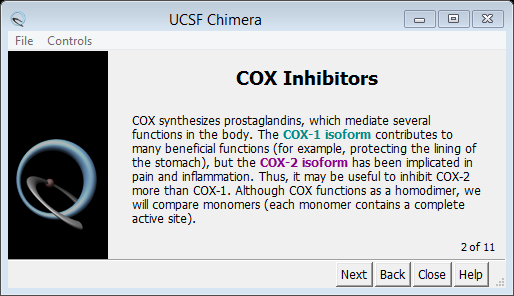 UCSF Chimera
File Controls
COX Inhibitors
COX synthesizes prostaglandins, which mediate several
functions in the body. The COX-1 isoform contributes to
many beneficial functions (for example, protecting the lining of
the stomach), but the COX-2 isoform has been implicated in
pain and inflammation. Thus, it may be useful to inhibit COX-2
more than COX-1. Although COX functions as a homodimer, we
will compare monomers (each monomer contains a complete
active site).
2 of 11
Next Back Close Help